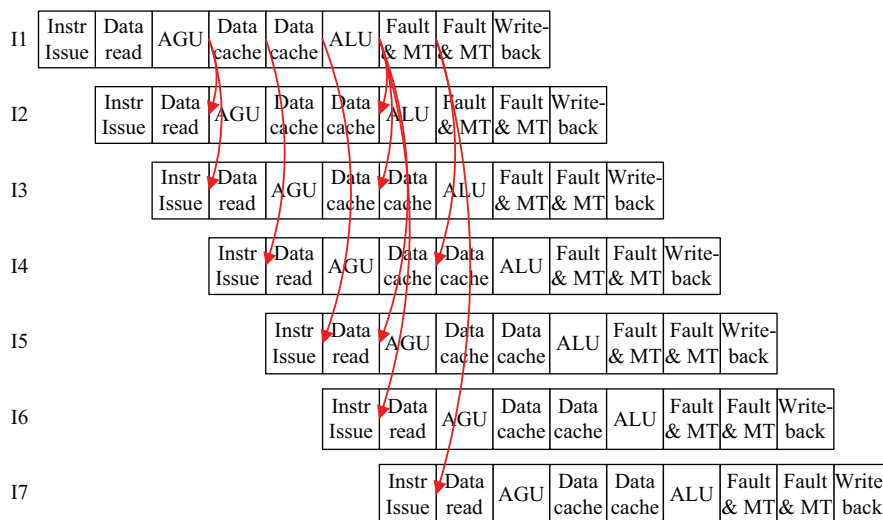 I1 Instr Issue Data read AGU Data cache Data cache ALU Fault & MT Fault & MT Write-back
I2 Instr Issue Data read AGU Data cache Data cache ALU Fault & MT Fault & MT Write-back
I3 Instr Issue Data read AGU Data cache Data cache ALU Fault & MT Fault & MT Write-back
I4 Instr Issue Data read AGU Data cache Data cache ALU Fault & MT Fault & MT Write-back
I5 Instr Issue Data read AGU Data cache Data cache ALU Fault & MT Fault & MT Write-back
I6 Instr Issue Data read AGU Data cache Data cache ALU Fault & MT Fault & MT Write-back
I7 Instr Issue Data read AGU Data cache Data cache ALU Fault & MT Fault & MT Write-back